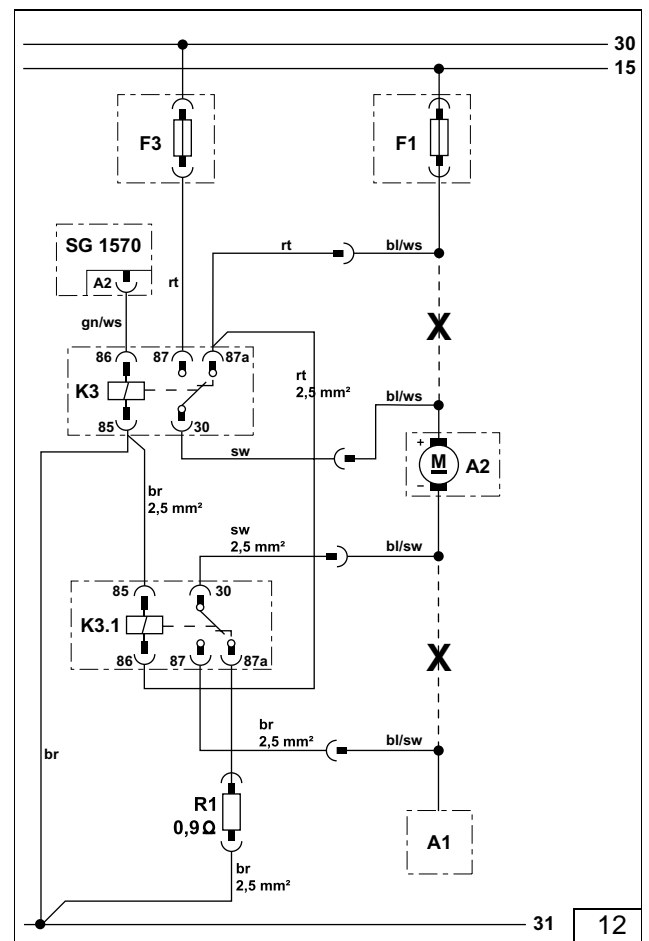 30
15
F3
F1
SG 1570
A2
rt
bl/ws
rt
gn/ws
86
87
87a
K3
rt
2,5 mm²
X
bl/ws
85
30
sw
+
M
A2
–
br
2,5 mm²
sw
2,5 mm²
bl/sw
85
30
K3.1
86
87
87a
X
br
br
2,5 mm²
bl/sw
R1
0,9 Ω
A1
br
2,5 mm²
31
12